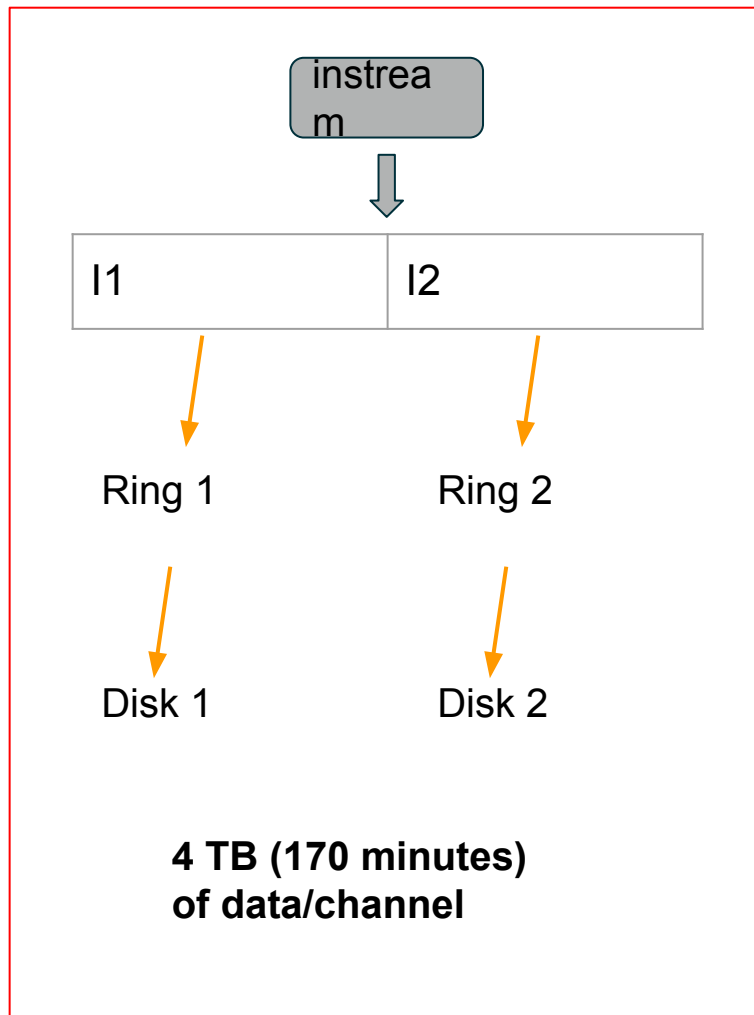 instrea
m
I1
I2
Ring 1
Ring 2
Disk 1
Disk 2
4 TB (170 minutes)
of data/channel